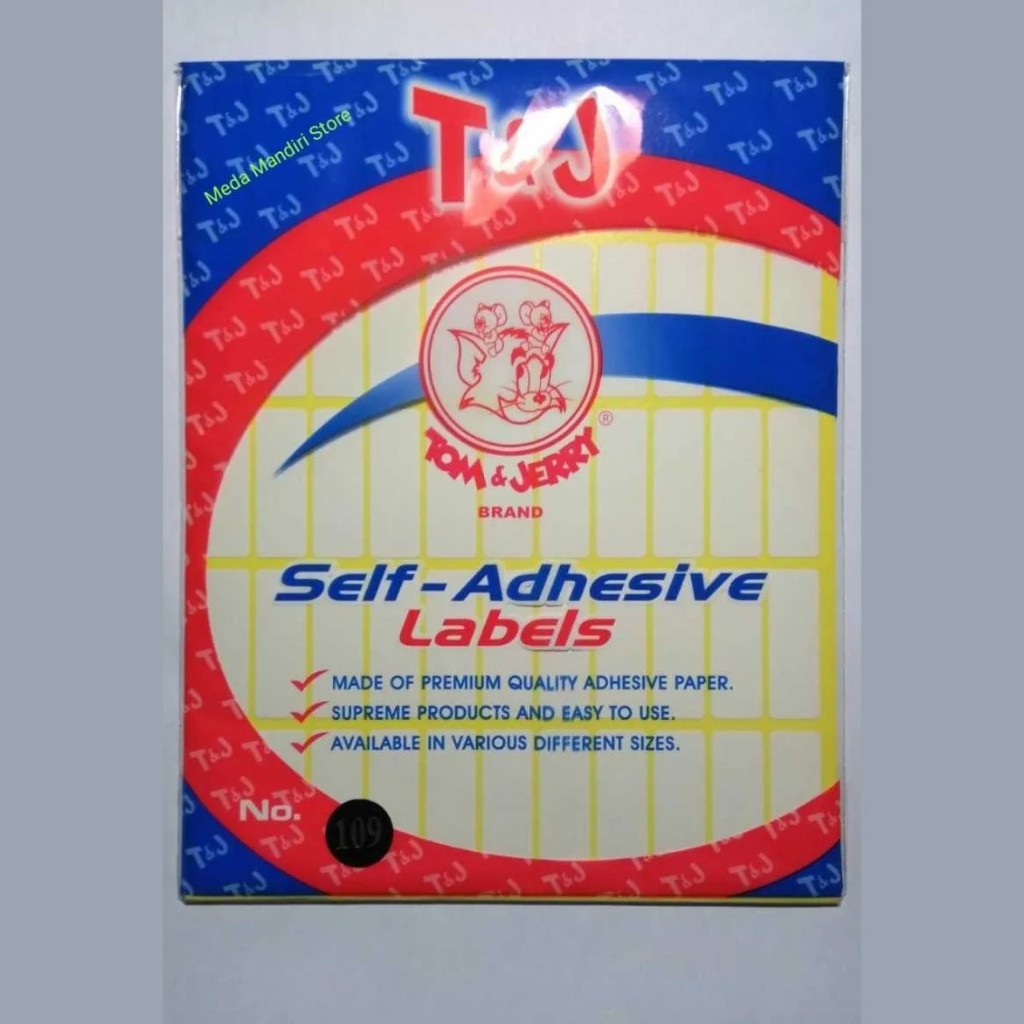 T&J
Meda Mandiri Store
TOM & JERRY ®
BRAND
Self-Adhesive
Labels
MADE OF PREMIUM QUALITY ADHESIVE PAPER.
SUPREME PRODUCTS AND EASY TO USE.
AVAILABLE IN VARIOUS DIFFERENT SIZES.
No. 109